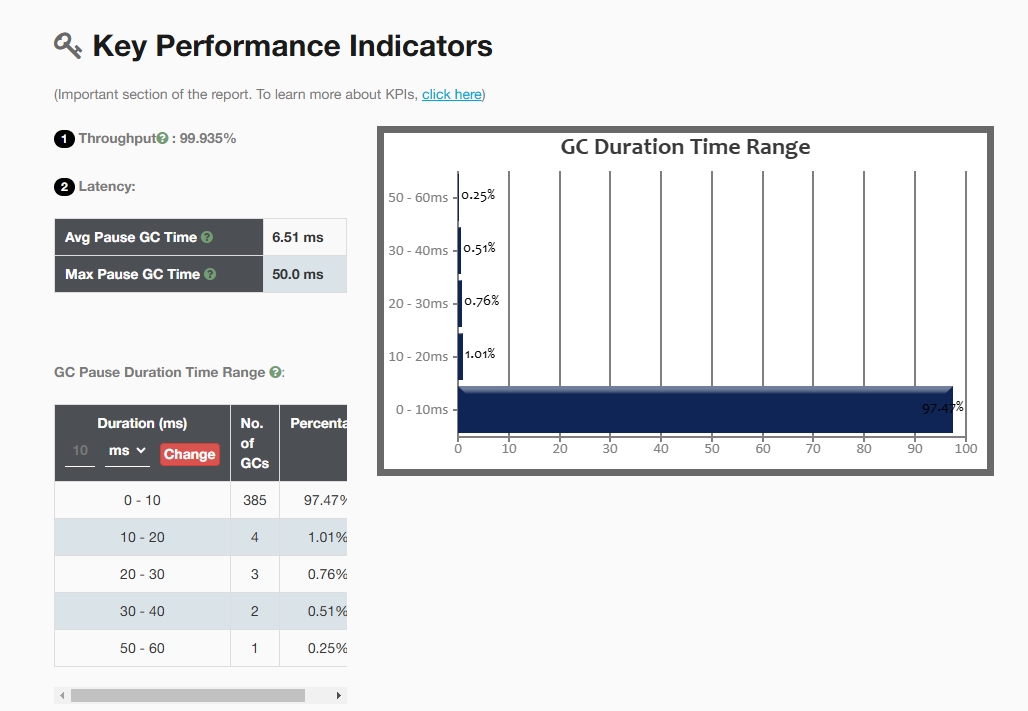 Key Performance Indicators
(Important section of the report. To learn more about KPIs, click here)
1 Throughput? : 99.935%
2 Latency:
Avg Pause GC Time ? 6.51 ms
Max Pause GC Time ? 50.0 ms
GC Pause Duration Time Range ?:
Duration (ms) No. of GCs Percenta
10 ms Change
0 - 10 385 97.47%
10 - 20 4 1.01%
20 - 30 3 0.76%
30 - 40 2 0.51%
50 - 60 1 0.25%
GC Duration Time Range
50 - 60ms 0.25%
30 - 40ms 0.51%
20 - 30ms 0.76%
10 - 20ms 1.01%
0 - 10ms 97.47%
0 10 20 30 40 50 60 70 80 90 100